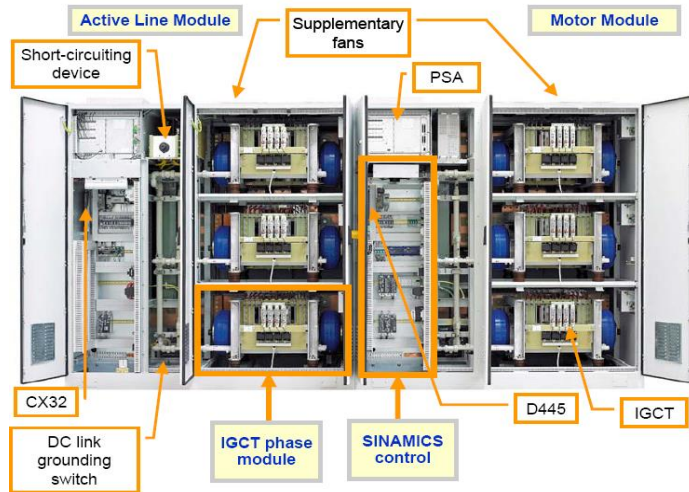 Active Line Module
Supplementary
fans
Motor Module
Short-circuiting
device
PSA
CX32
D445
IGCT
DC link
grounding
switch
IGCT phase
module
SINAMICS
control